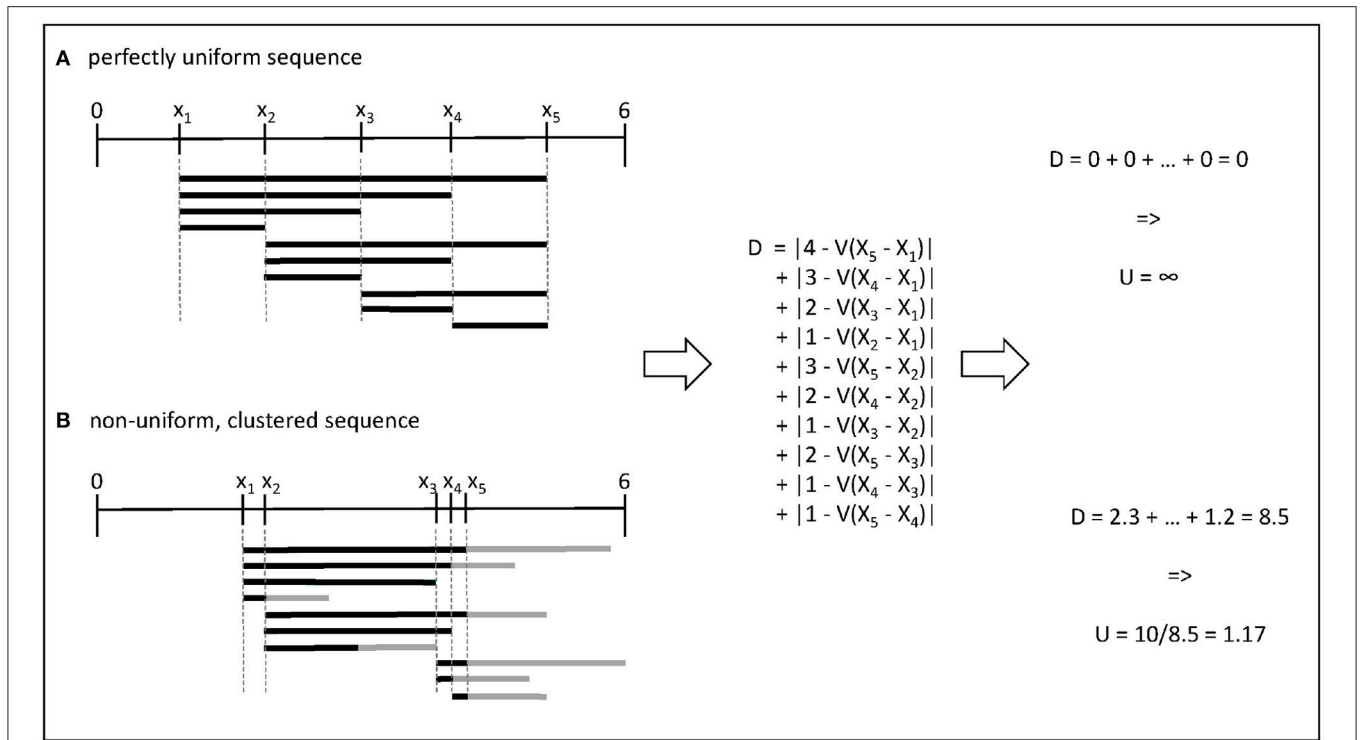 A perfectly uniform sequence
0 x₁ x₂ x₃ x₄ x₅ 6
B non-uniform, clustered sequence
0 x₁ x₂ x₃ x₄ x₅ 6
D = |4 - V(X₅ - X₁)|
+ |3 - V(X₄ - X₁)|
+ |2 - V(X₃ - X₁)|
+ |1 - V(X₂ - X₁)|
+ |3 - V(X₅ - X₂)|
+ |2 - V(X₄ - X₂)|
+ |1 - V(X₃ - X₂)|
+ |2 - V(X₅ - X₃)|
+ |1 - V(X₄ - X₃)|
+ |1 - V(X₅ - X₄)|
D = 0 + 0 + ... + 0 = 0
=>
U = ∞
D = 2.3 + ... + 1.2 = 8.5
=>
U = 10/8.5 = 1.17